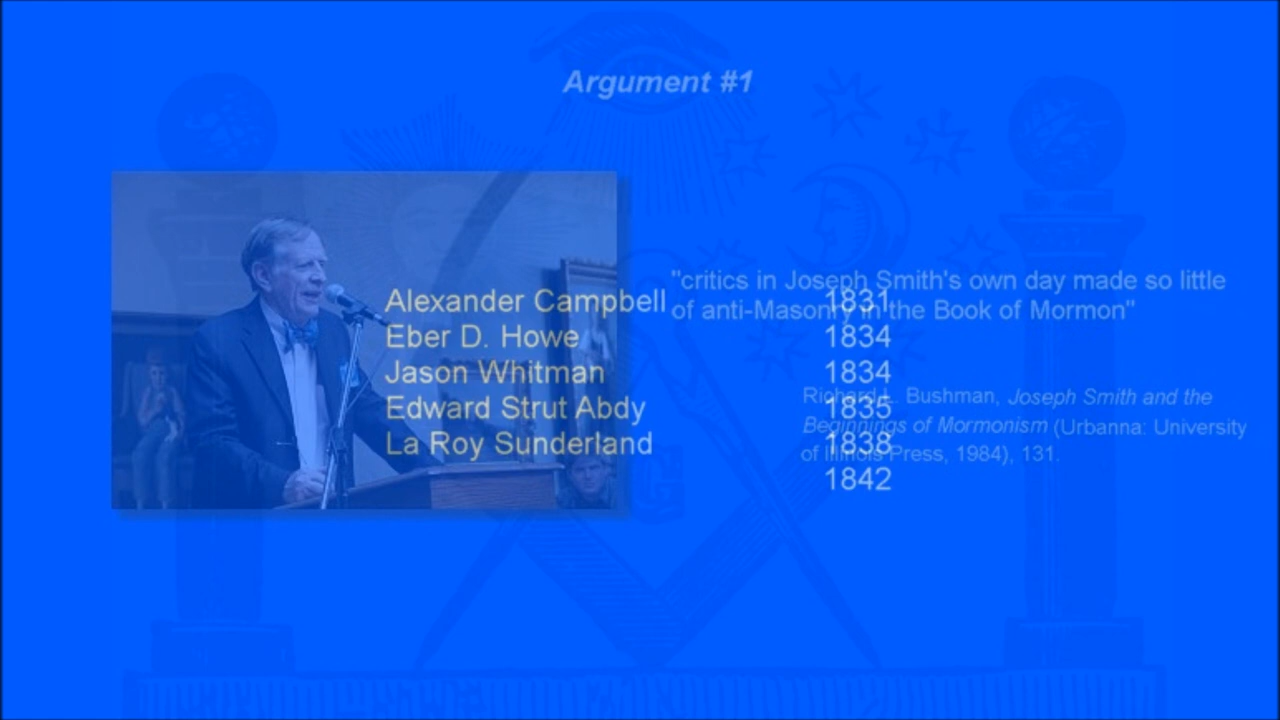 Argument #1
"critics in Joseph Smith's own day made so little
of anti-Masonry in the Book of Mormon"
Alexander Campbell 1831
Eber D. Howe 1834
Jason Whitman 1834
Edward Strut Abdy 1835
La Roy Sunderland 1838
1842
Richard L. Bushman, Joseph Smith and the
Beginnings of Mormonism (Urbanna: University
of Illinois Press, 1984), 131.